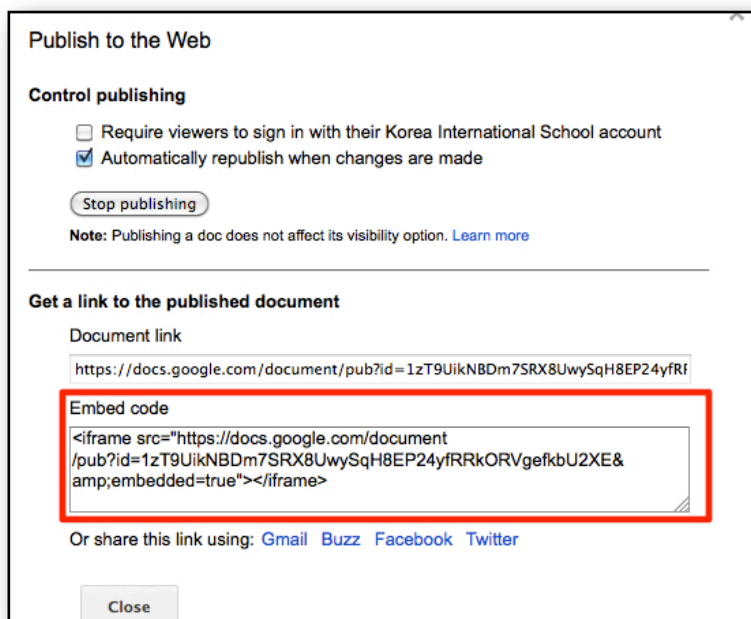 Publish to the Web
Control publishing
Require viewers to sign in with their Korea International School account
Automatically republish when changes are made
Stop publishing
Note: Publishing a doc does not affect its visibility option. Learn more
Get a link to the published document
Document link
https://docs.google.com/document/pub?id=1zT9UikNBDm7SRX8UwySqH8EP24yfRF
Embed code
<iframe src="https://docs.google.com/document
/pub?id=1zT9UikNBDm7SRX8UwySqH8EP24yfRRkORVgefkbU2XE&
amp;embedded=true"></iframe>
Or share this link using: Gmail Buzz Facebook Twitter
Close